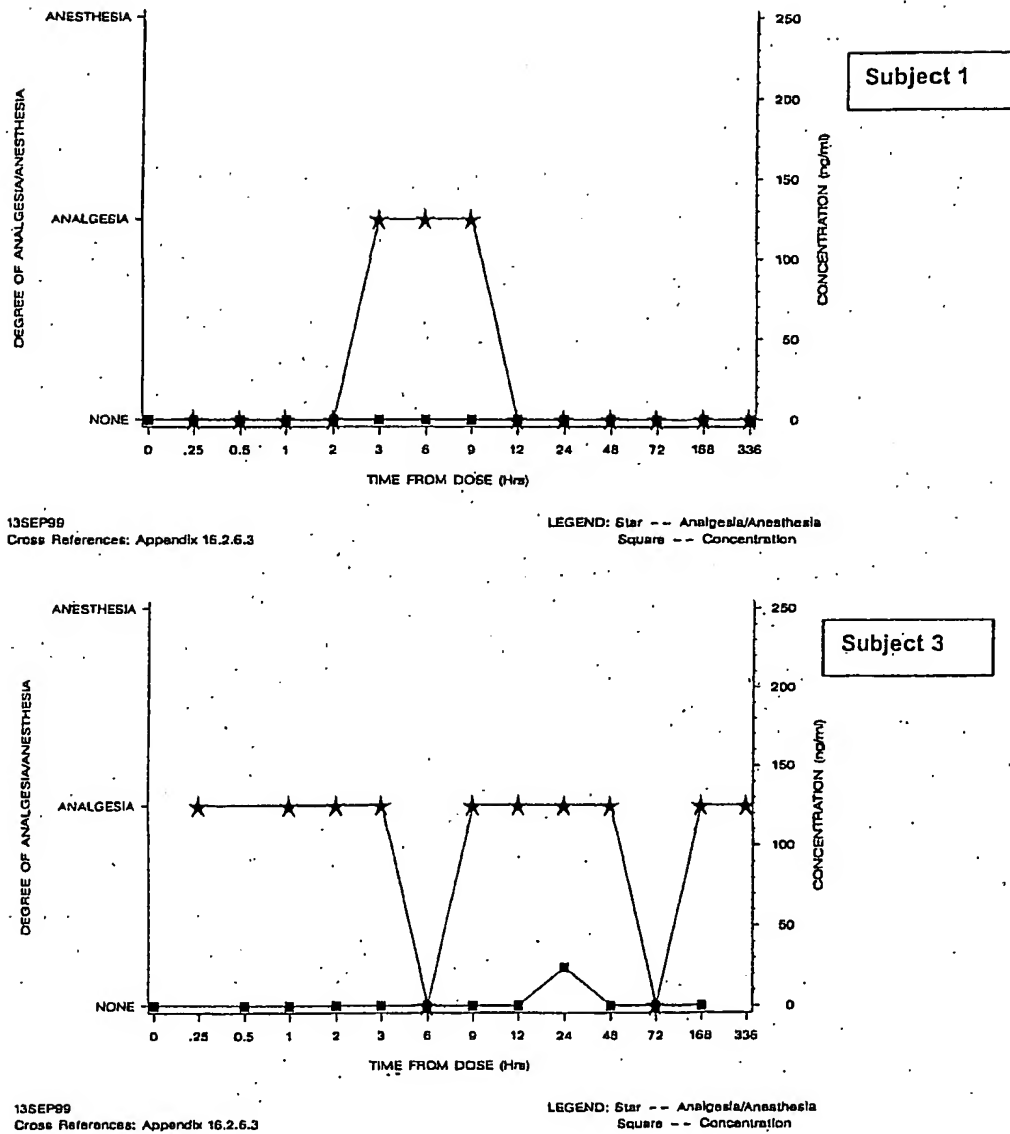 ANESTHESIA
250
Subject 1
200
DEGREE OF ANALGESIA/ANESTHESIA
150
ANALGESIA
CONCENTRATION (ng/ml)
100
50
NONE
0
0 .25 0.5 1 2 3 6 9 12 24 48 72 168 336
TIME FROM DOSE (Hrs)
13SEP99
LEGEND: Star -- Analgesia/Anesthesia
Cross References: Appendix 16.2.6.3
Square -- Concentration
ANESTHESIA
250
Subject 3
200
DEGREE OF ANALGESIA/ANESTHESIA
150
ANALGESIA
CONCENTRATION (ng/ml)
100
50
NONE
0
0 .25 0.5 1 2 3 6 9 12 24 48 72 168 336
TIME FROM DOSE (Hrs)
13SEP99
LEGEND: Star -- Analgesia/Anesthesia
Cross References: Appendix 16.2.6.3
Square -- Concentration